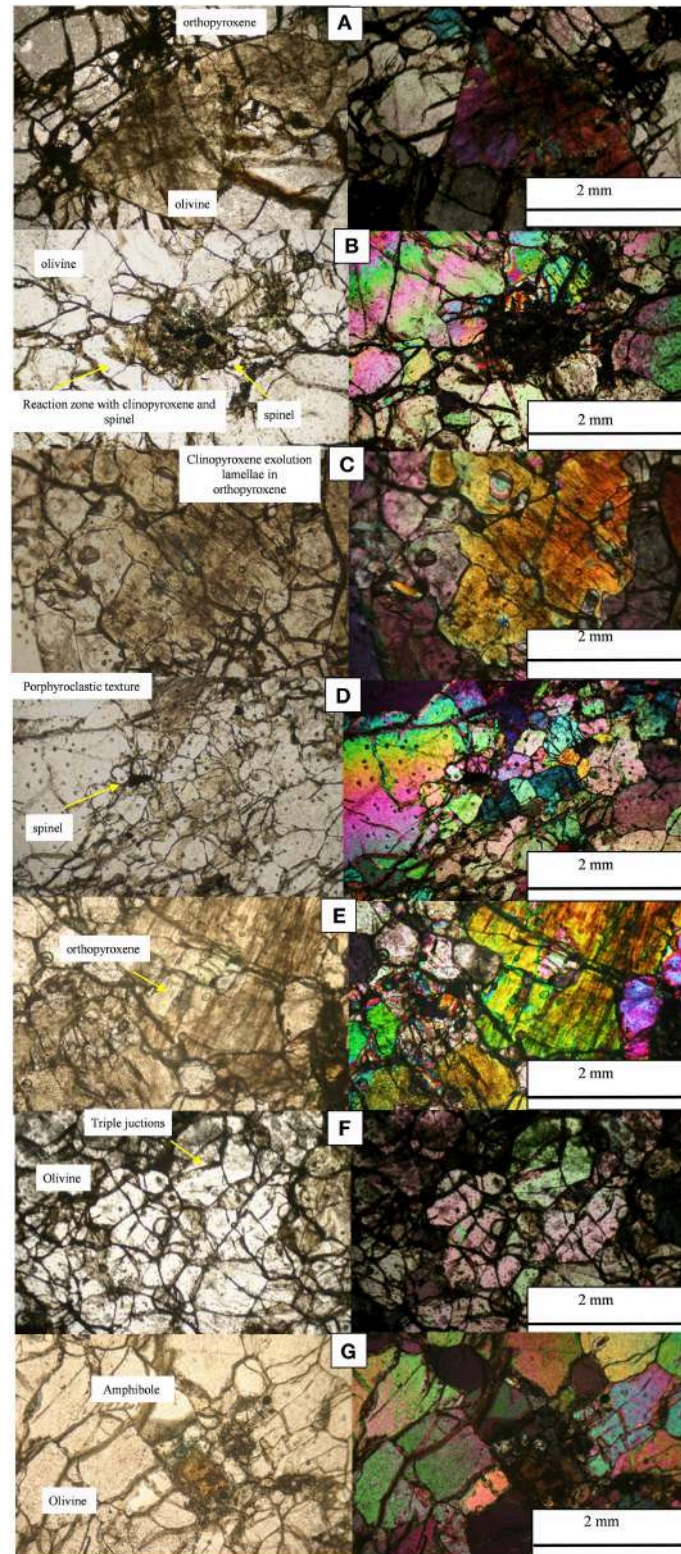 orthopyroxene
A
olivine
2 mm
B
olivine
Reaction zone with clinopyroxene and
spinel
spinel
2 mm
Clinopyroxene exolution
lamellae in
orthopyroxene
C
2 mm
Porphyroclastic texture
D
spinel
2 mm
E
orthopyroxene
2 mm
Triple juctions
F
Olivine
2 mm
G
Amphibole
Olivine
2 mm